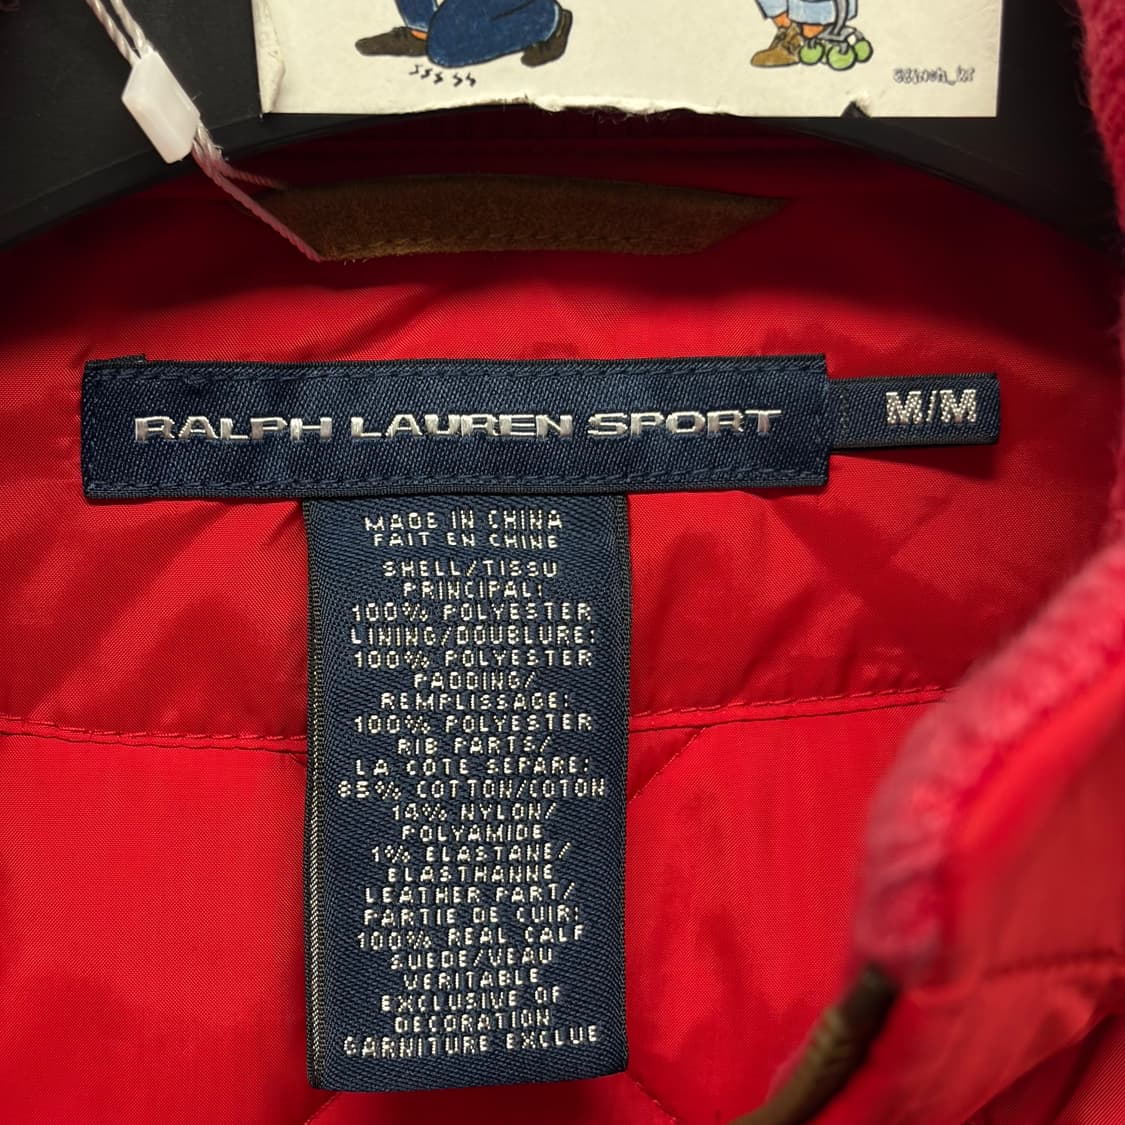 RALPH LAUREN SPORT
M/M
MADE IN CHINA
FAIT EN CHINE
SHELL/TISSU
PRINCIPAL:
100% POLYESTER
LINING/DOUBLURE:
100% POLYESTER
PADDING/
REMPLISSAGE:
100% POLYESTER
RIB PARTS/
LA COTE SEPARE:
85% COTTON/COTON
14% NYLON/
POLYAMIDE
1% ELASTANE/
ELASTHANNE
LEATHER PART/
PARTIE DE CUIR:
100% REAL CALF
SUEDE/VEAU
VERITABLE
EXCLUSIVE OF
DECORATION
GARNITURE EXCLUE